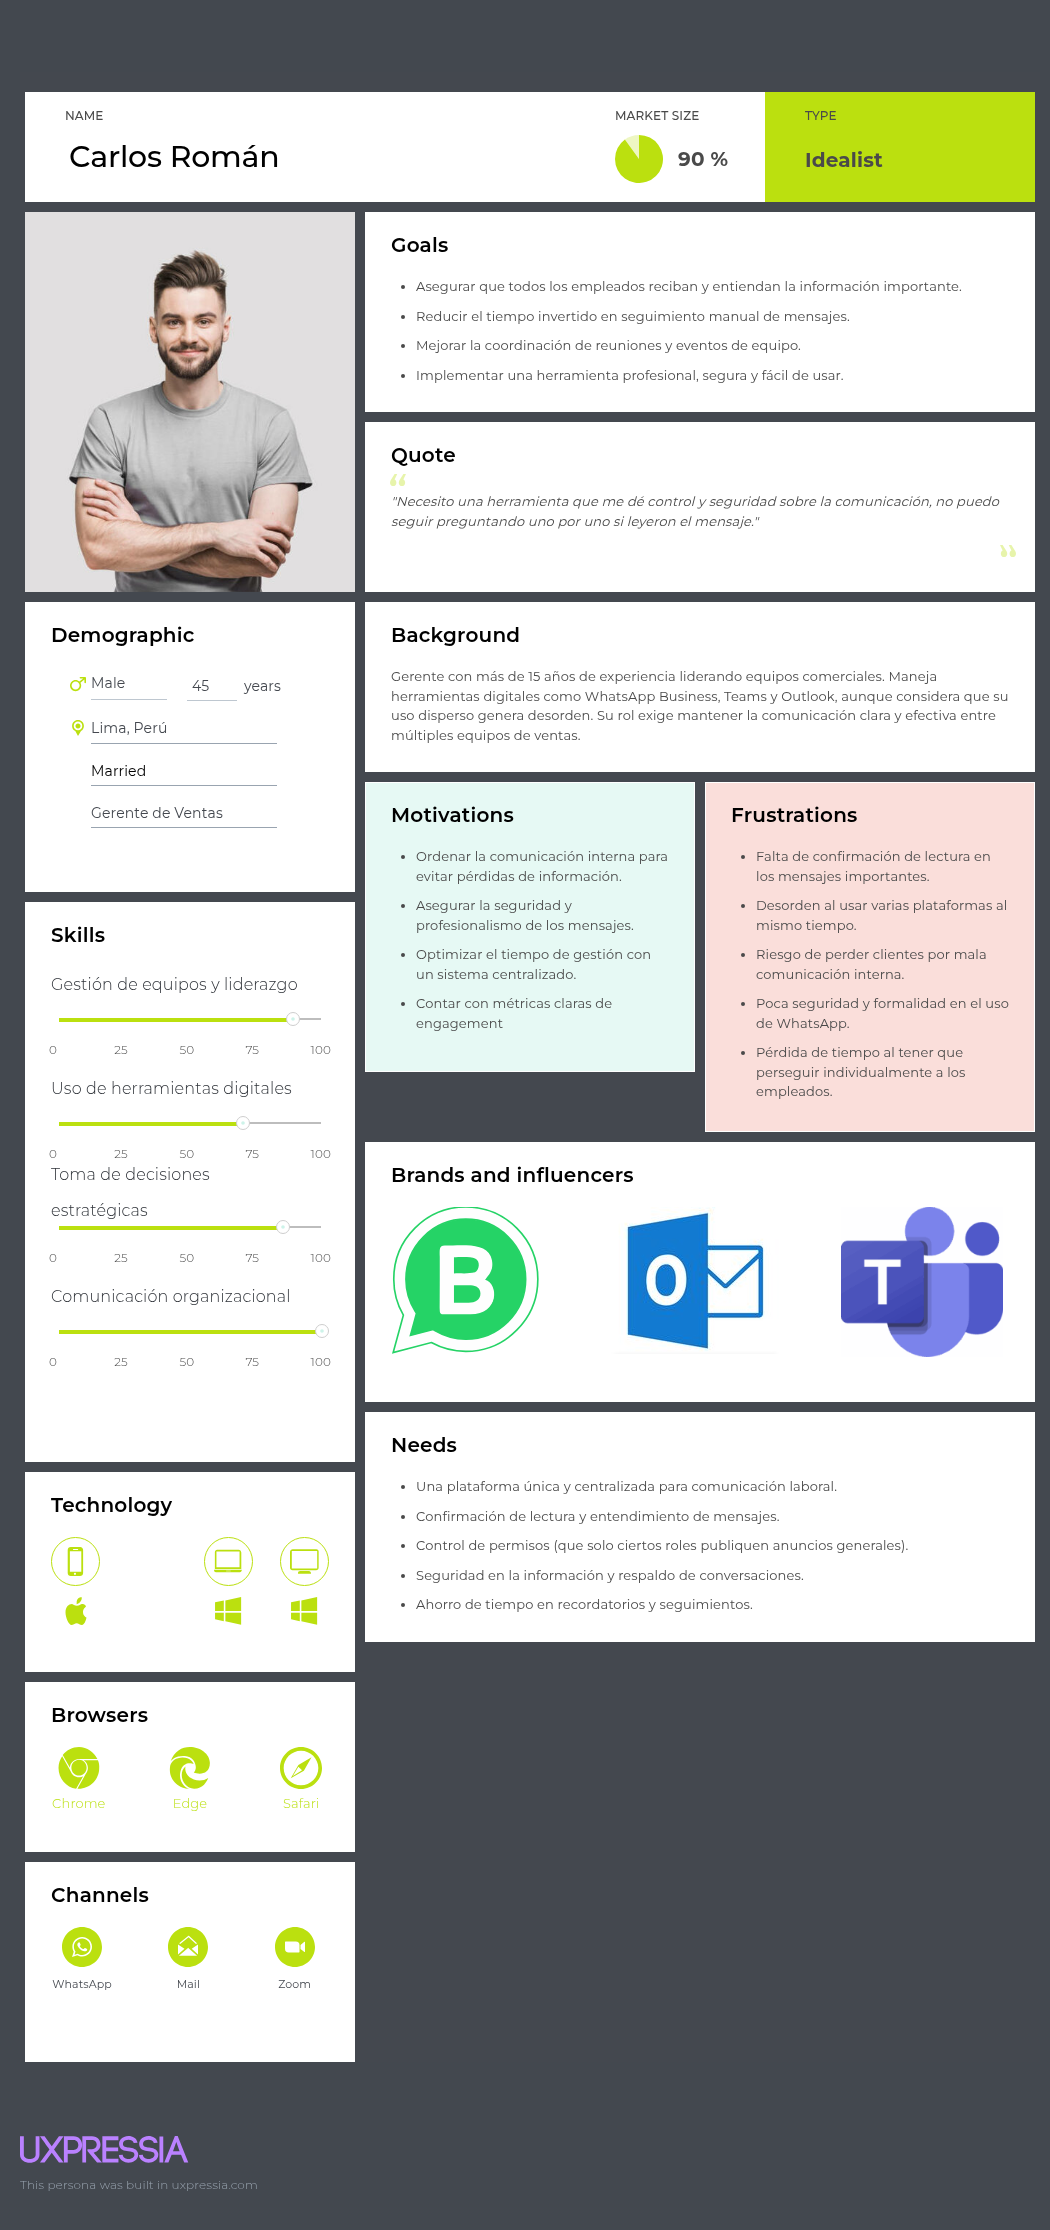 NAME
Carlos Román
MARKET SIZE
90 %
TYPE
Idealist
Goals
• Asegurar que todos los empleados reciban y entiendan la información importante.
• Reducir el tiempo invertido en seguimiento manual de mensajes.
• Mejorar la coordinación de reuniones y eventos de equipo.
• Implementar una herramienta profesional, segura y fácil de usar.
Quote
“
"Necesito una herramienta que me dé control y seguridad sobre la comunicación, no puedo
seguir preguntando uno por uno si leyeron el mensaje."
”
Demographic
Male
45 years
Lima, Perú
Married
Gerente de Ventas
Background
Gerente con más de 15 años de experiencia liderando equipos comerciales. Maneja
herramientas digitales como WhatsApp Business, Teams y Outlook, aunque considera que su
uso disperso genera desorden. Su rol exige mantener la comunicación clara y efectiva entre
múltiples equipos de ventas.
Motivations
• Ordenar la comunicación interna para
evitar pérdidas de información.
• Asegurar la seguridad y
profesionalismo de los mensajes.
• Optimizar el tiempo de gestión con
un sistema centralizado.
• Contar con métricas claras de
engagement
Frustrations
• Falta de confirmación de lectura en
los mensajes importantes.
• Desorden al usar varias plataformas al
mismo tiempo.
• Riesgo de perder clientes por mala
comunicación interna.
• Poca seguridad y formalidad en el uso
de WhatsApp.
• Pérdida de tiempo al tener que
perseguir individualmente a los
empleados.
Skills
Gestión de equipos y liderazgo
0 25 50 75 100
Uso de herramientas digitales
0 25 50 75 100
Toma de decisiones
estratégicas
0 25 50 75 100
Comunicación organizacional
0 25 50 75 100
Brands and influencers
B
O
T
Needs
• Una plataforma única y centralizada para comunicación laboral.
• Confirmación de lectura y entendimiento de mensajes.
• Control de permisos (que solo ciertos roles publiquen anuncios generales).
• Seguridad en la información y respaldo de conversaciones.
• Ahorro de tiempo en recordatorios y seguimientos.
Technology
Browsers
Chrome
Edge
Safari
Channels
WhatsApp
Mail
Zoom
UXPRESSIA
This persona was built in uxpressia.com